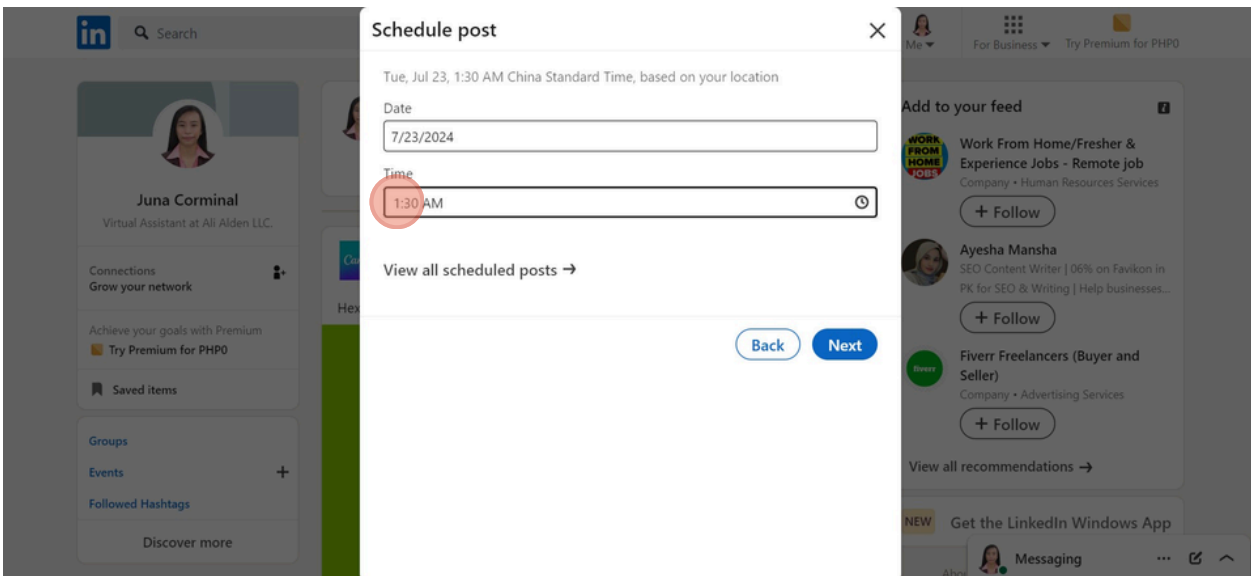 in
Search
Me
For Business
Try Premium for PHP0
Schedule post
Tue, Jul 23, 1:30 AM China Standard Time, based on your location
Date
7/23/2024
Time
1:30 AM
View all scheduled posts →
Back
Next
Juna Corminal
Virtual Assistant at Ali Alden LLC.
Connections
Grow your network
Achieve your goals with Premium
Try Premium for PHP0
Saved items
Groups
Events
Followed Hashtags
Discover more
Hex
Add to your feed
WORK
FROM
HOME
JOBS
Work From Home/Fresher &
Experience Jobs - Remote job
Company • Human Resources Services
+ Follow
Ayesha Mansha
SEO Content Writer | 06% on Favikon in
PK for SEO & Writing | Help businesses...
+ Follow
fiverr
Fiverr Freelancers (Buyer and
Seller)
Company • Advertising Services
+ Follow
View all recommendations →
NEW
Get the LinkedIn Windows App
Messaging